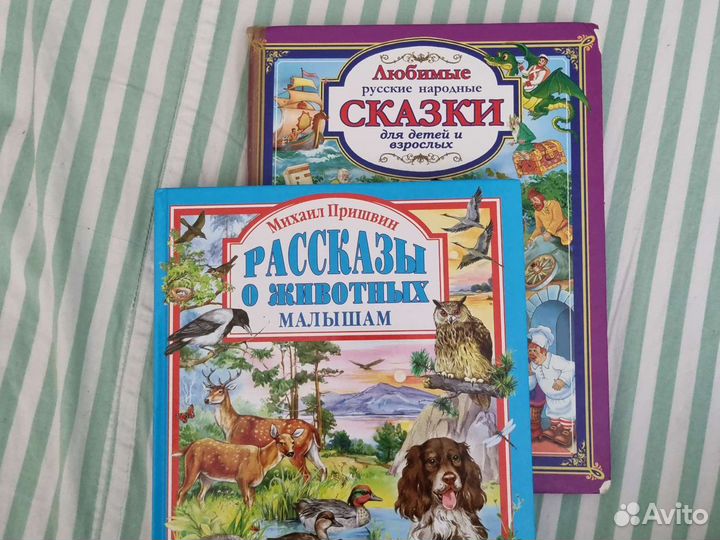 Любимые
русские народные
СКАЗКИ
для детей и
взрослых
Михаил Пришвин
РАССКАЗЫ
О ЖИВОТНЫХ
МАЛЫШАМ
Avito